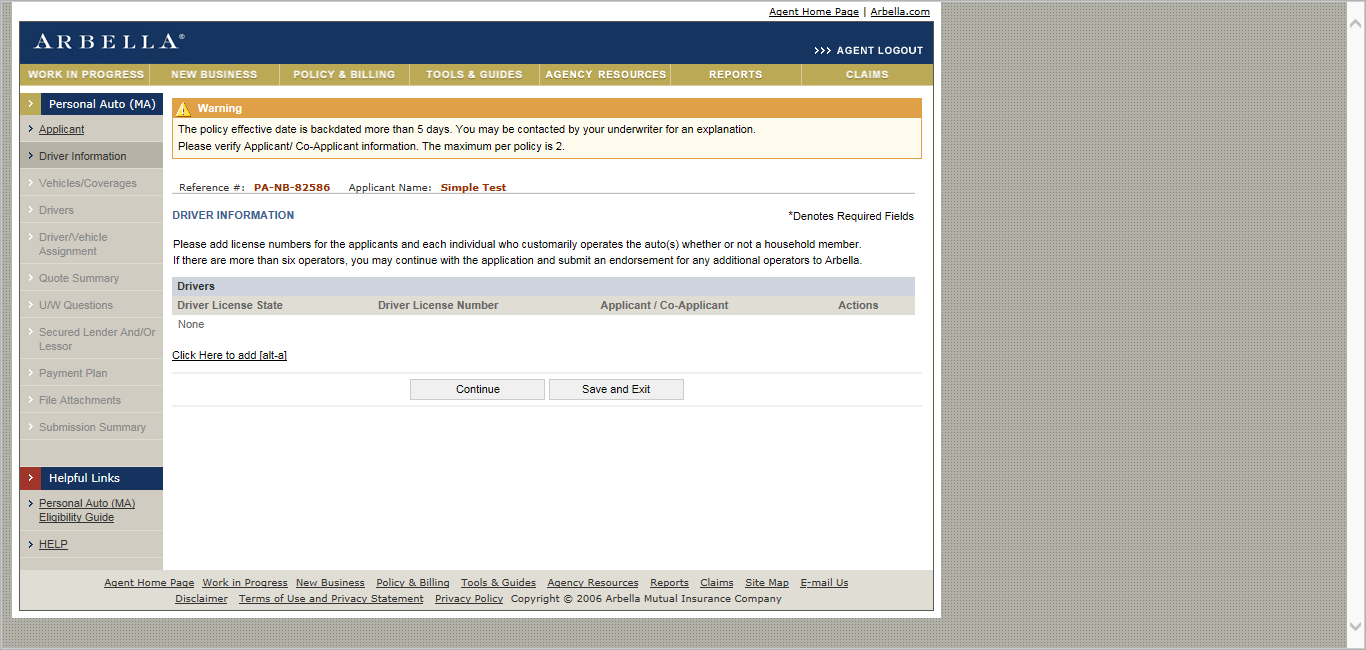 Agent Home Page | Arbella.com
ARBELLA®
>>> AGENT LOGOUT
WORK IN PROGRESS NEW BUSINESS POLICY & BILLING TOOLS & GUIDES AGENCY RESOURCES REPORTS CLAIMS
Personal Auto (MA)
Applicant
Driver Information
Vehicles/Coverages
Drivers
Driver/Vehicle
Assignment
Quote Summary
U/W Questions
Secured Lender And/Or
Lessor
Payment Plan
File Attachments
Submission Summary
Helpful Links
Personal Auto (MA)
Eligibility Guide
HELP
Warning
The policy effective date is backdated more than 5 days. You may be contacted by your underwriter for an explanation.
Please verify Applicant/ Co-Applicant information. The maximum per policy is 2.
Reference #: PA-NB-82586 Applicant Name: Simple Test
DRIVER INFORMATION
*Denotes Required Fields
Please add license numbers for the applicants and each individual who customarily operates the auto(s) whether or not a household member.
If there are more than six operators, you may continue with the application and submit an endorsement for any additional operators to Arbella.
Drivers
Driver License State Driver License Number Applicant / Co-Applicant Actions
None
Click Here to add [alt-a]
Continue Save and Exit
Agent Home Page Work in Progress New Business Policy & Billing Tools & Guides Agency Resources Reports Claims Site Map E-mail Us
Disclaimer Terms of Use and Privacy Statement Privacy Policy Copyright © 2006 Arbella Mutual Insurance Company